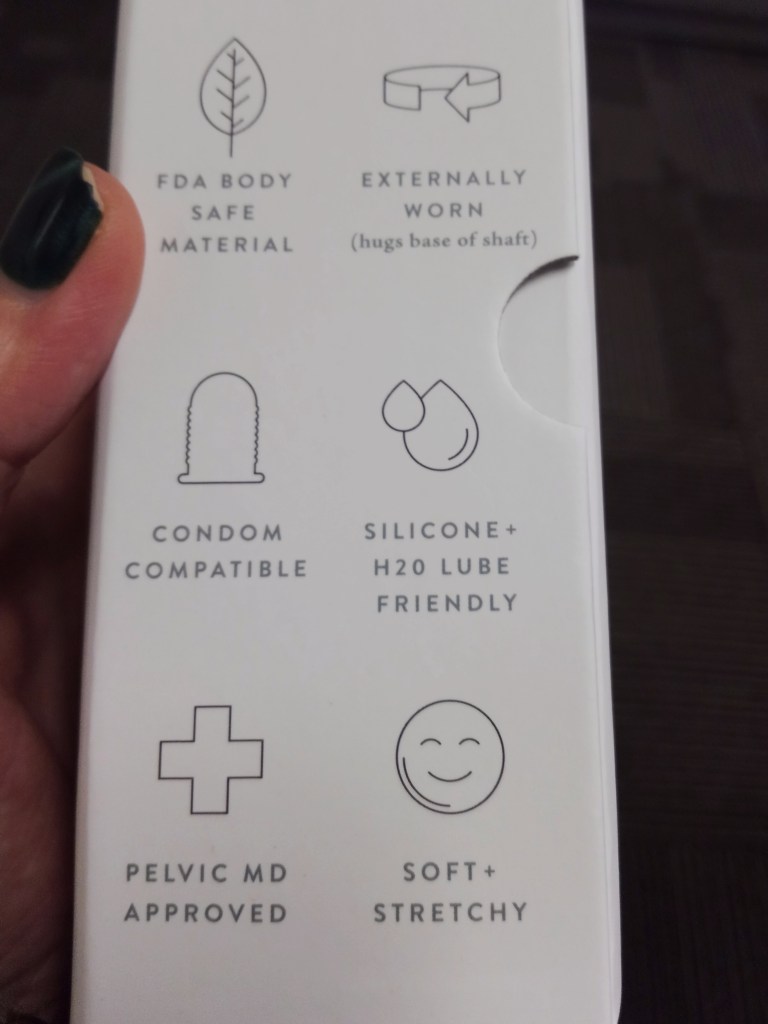 FDA BODY
SAFE
MATERIAL
EXTERNALLY
WORN
(hugs base of shaft)
CONDOM
COMPATIBLE
SILICONE+
H20 LUBE
FRIENDLY
PELVIC MD
APPROVED
SOFT+
STRETCHY